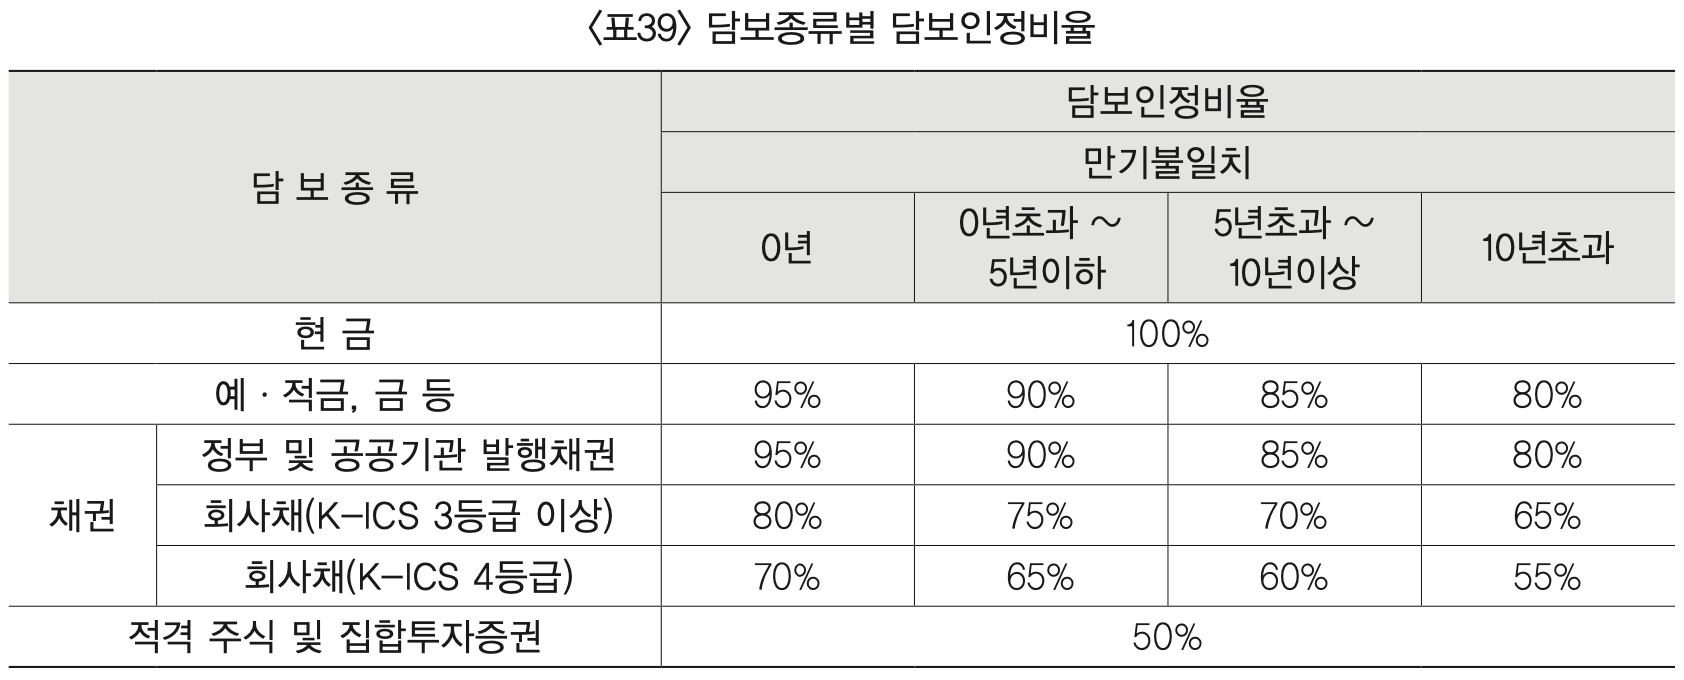 〈표39〉 담보종류별 담보인정비율
담보종류
담보인정비율
만기불일치
0년
0년초과 ~
5년이하
5년초과 ~
10년이상
10년초과
현 금 100%
예 · 적금, 금 등 95% 90% 85% 80%
채권
정부 및 공공기관 발행채권 95% 90% 85% 80%
회사채(K-ICS 3등급 이상) 80% 75% 70% 65%
회사채(K-ICS 4등급) 70% 65% 60% 55%
적격 주식 및 집합투자증권 50%